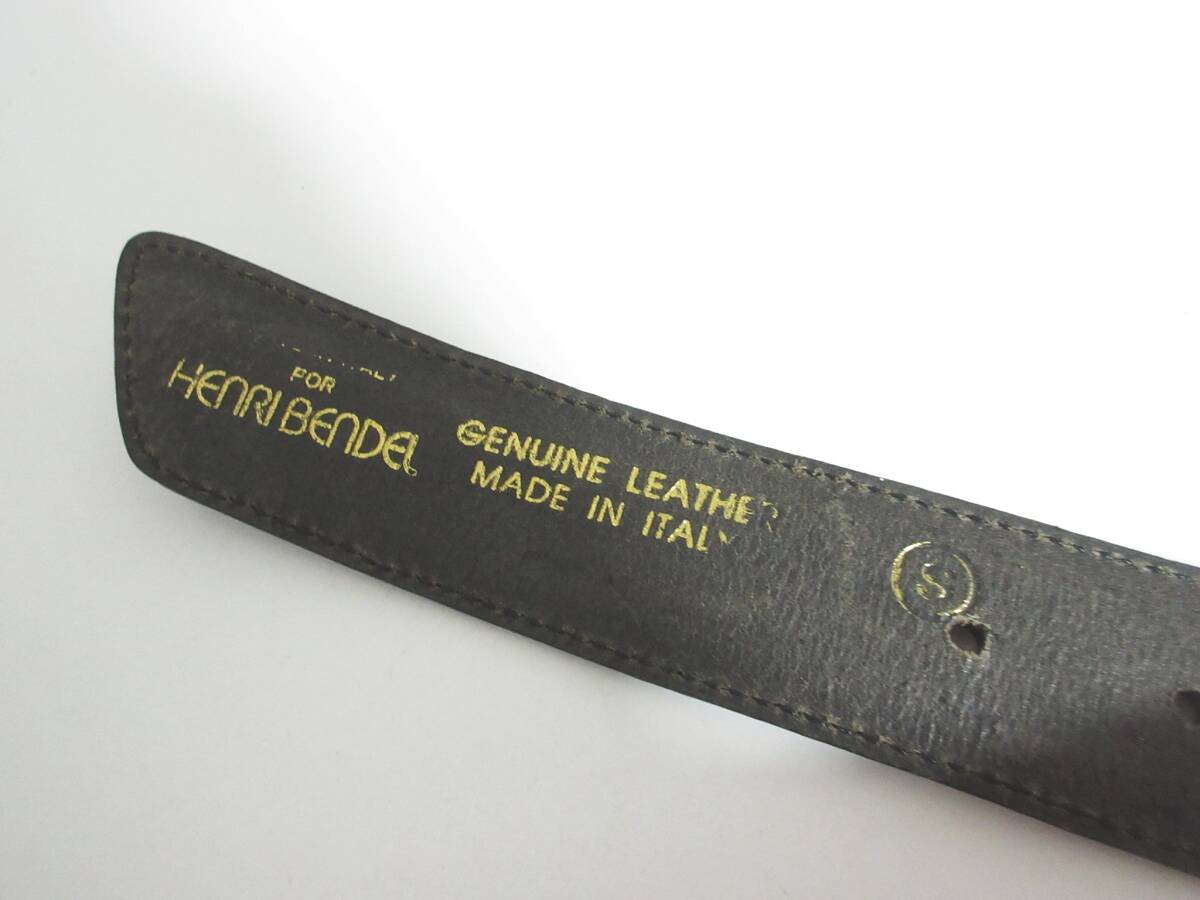 FOR
HENRI BENDEL
GENUINE LEATHER
MADE IN ITALY
S